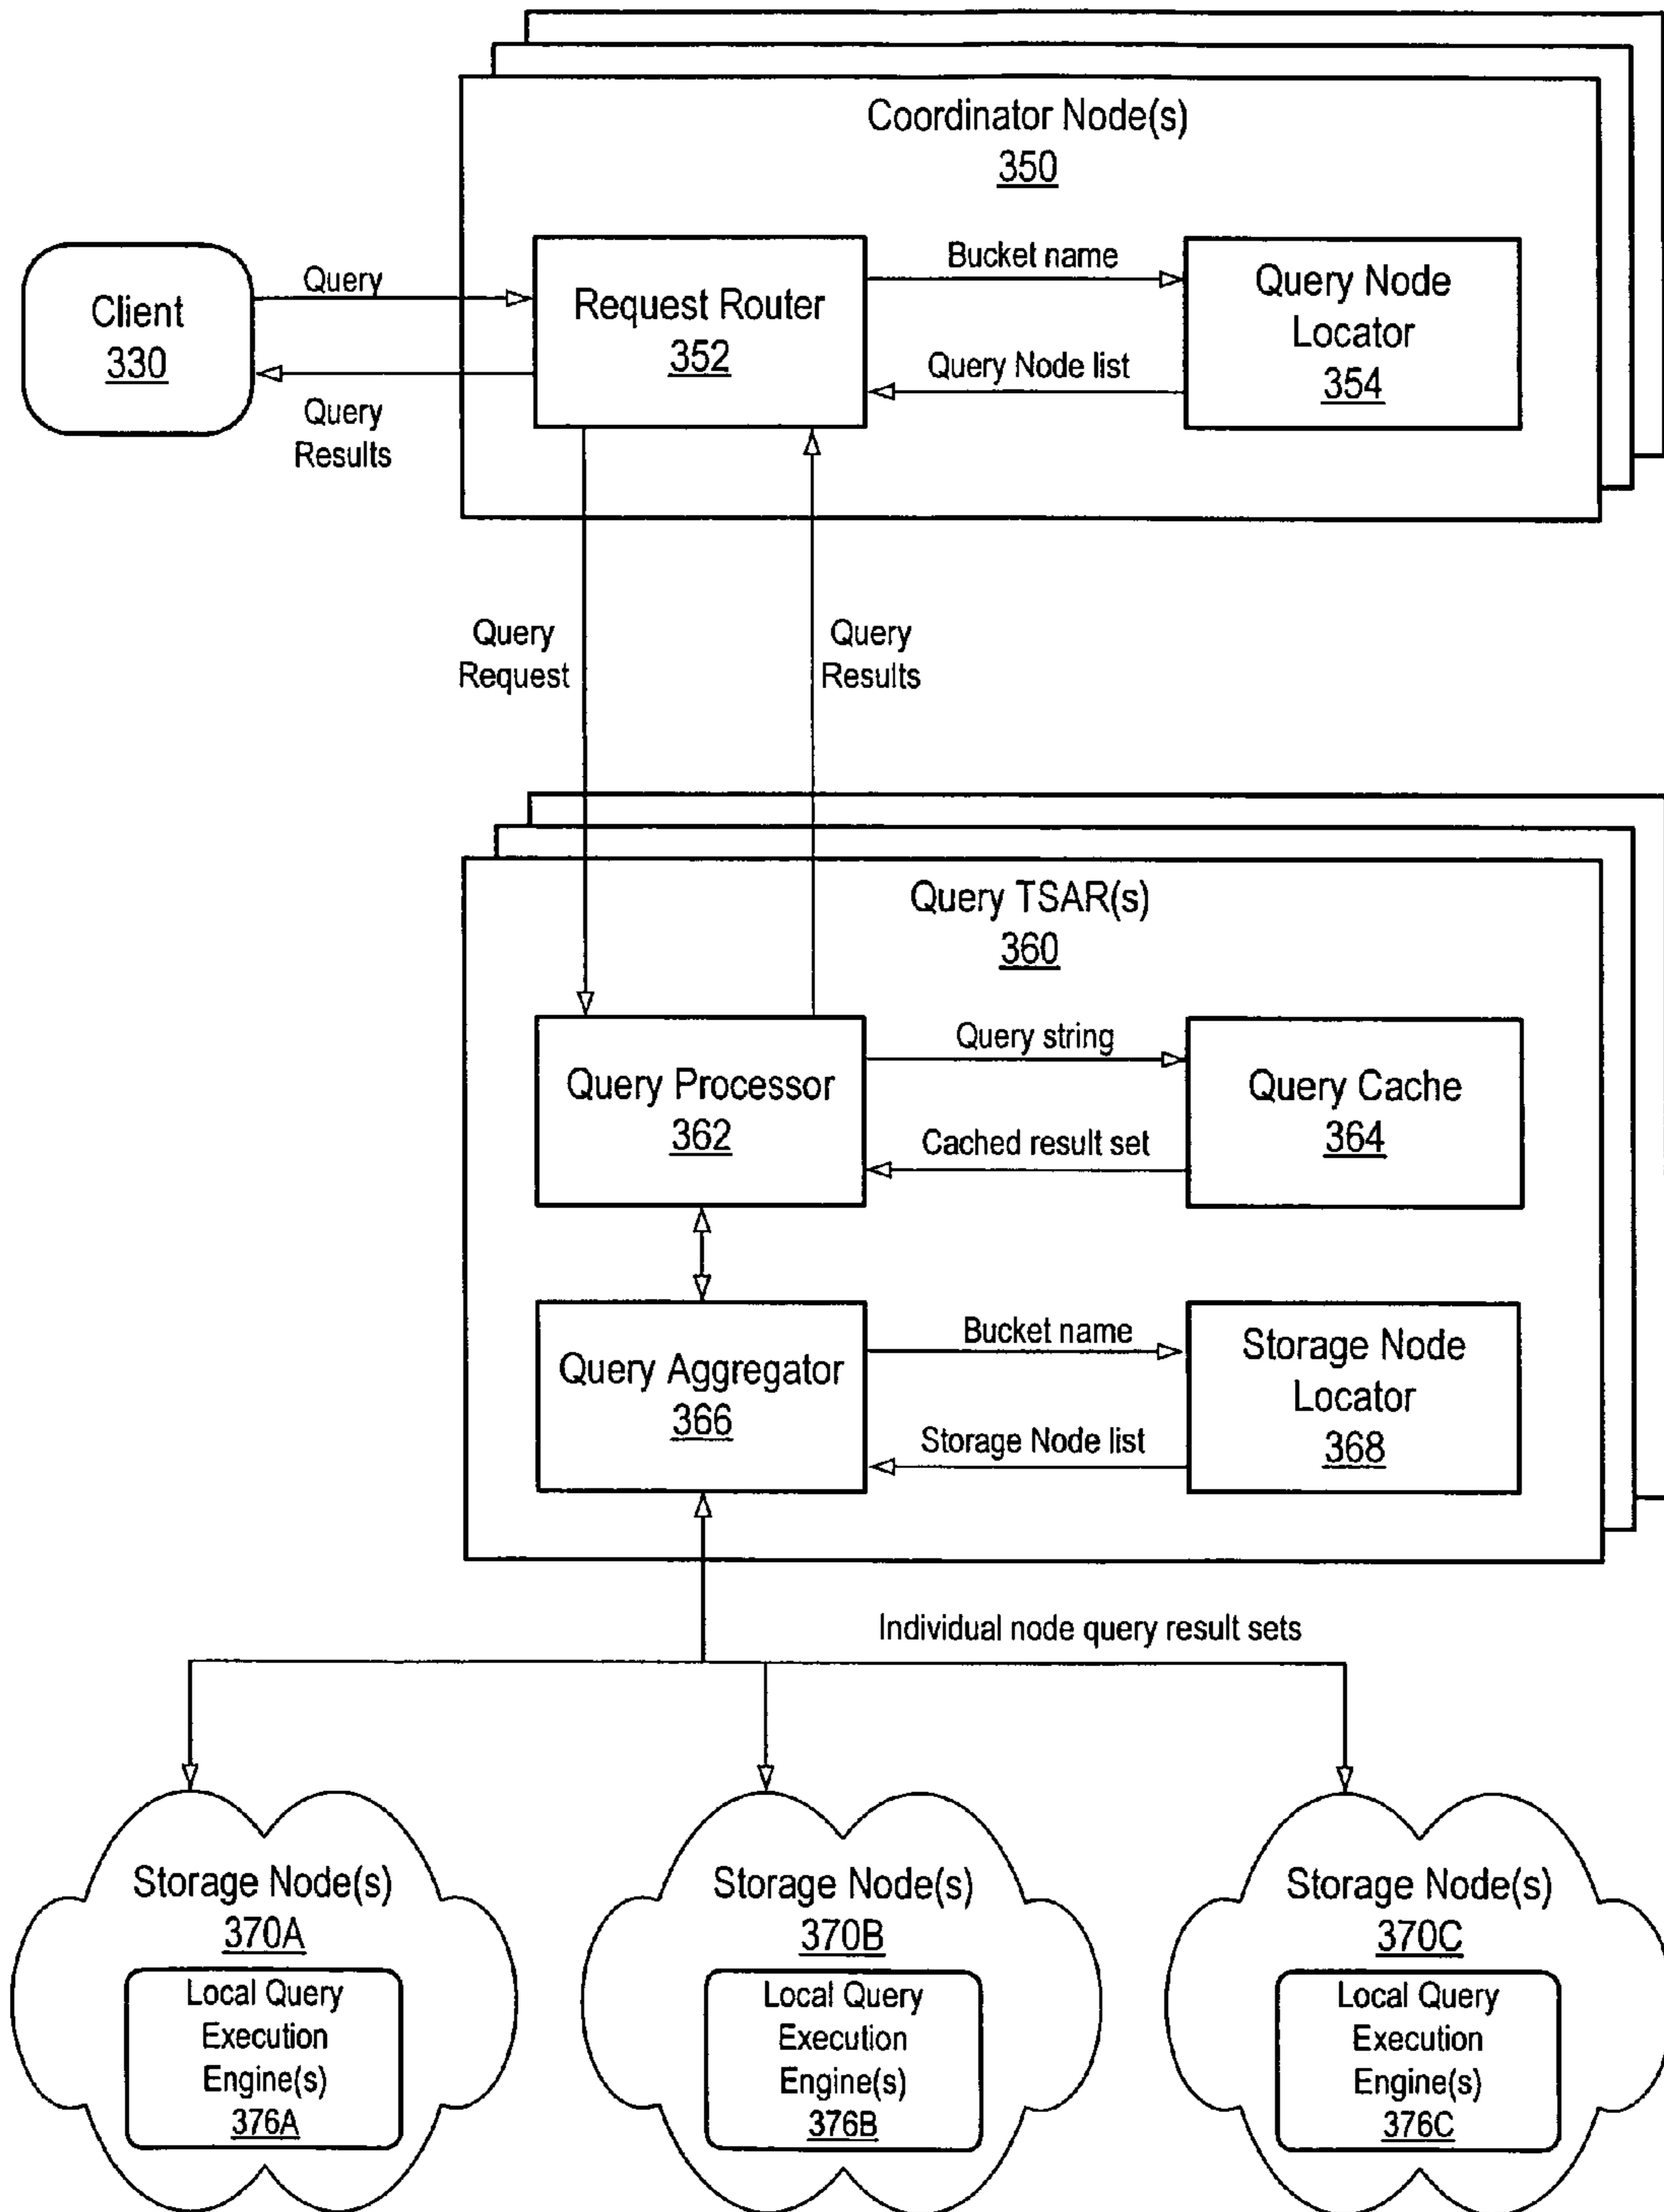 Coordinator Node(s)
350
Client
330
Query
Query
Results
Request Router
352
Bucket name
Query Node list
Query Node
Locator
354
Query
Request
Query
Results
Query TSAR(s)
360
Query Processor
362
Query string
Cached result set
Query Cache
364
Query Aggregator
366
Bucket name
Storage Node list
Storage Node
Locator
368
Individual node query result sets
Storage Node(s)
370A
Local Query
Execution
Engine(s)
376A
Storage Node(s)
370B
Local Query
Execution
Engine(s)
376B
Storage Node(s)
370C
Local Query
Execution
Engine(s)
376C